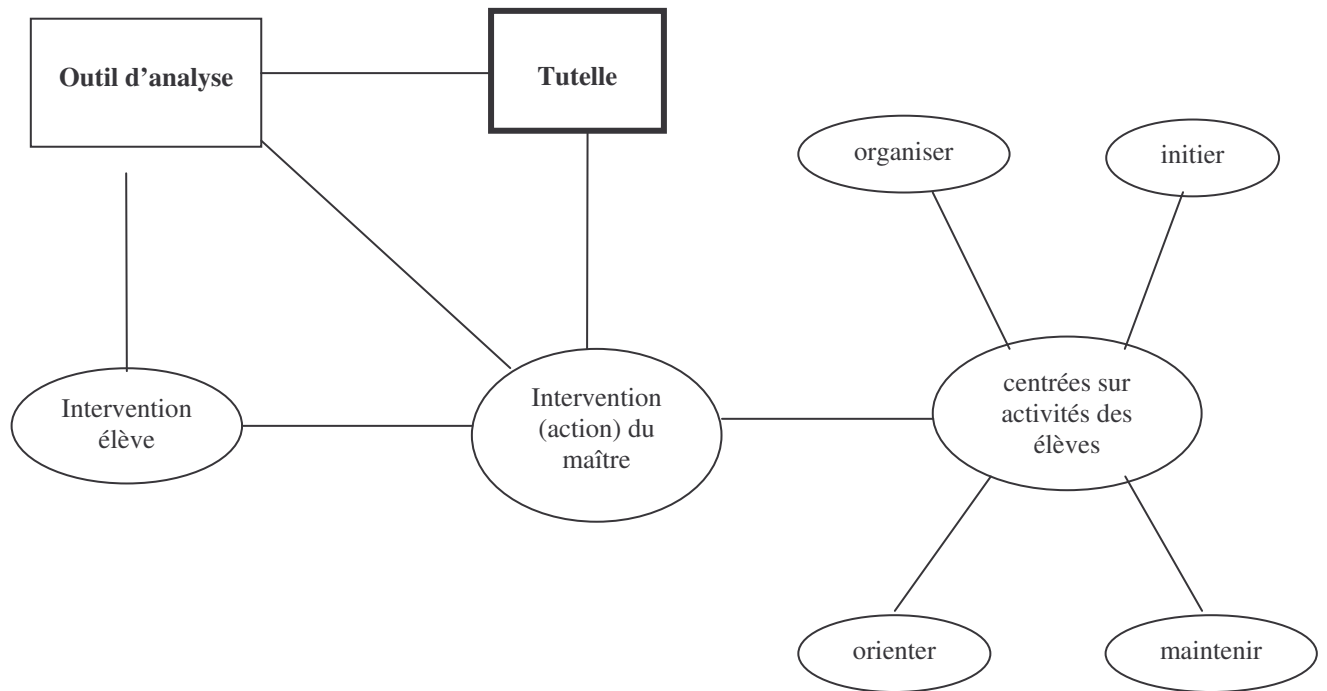 Outil d'analyse
Tutelle
organiser
initier
Intervention
élève
Intervention
(action) du
maître
centrées sur
activités des
élèves
orienter
maintenir